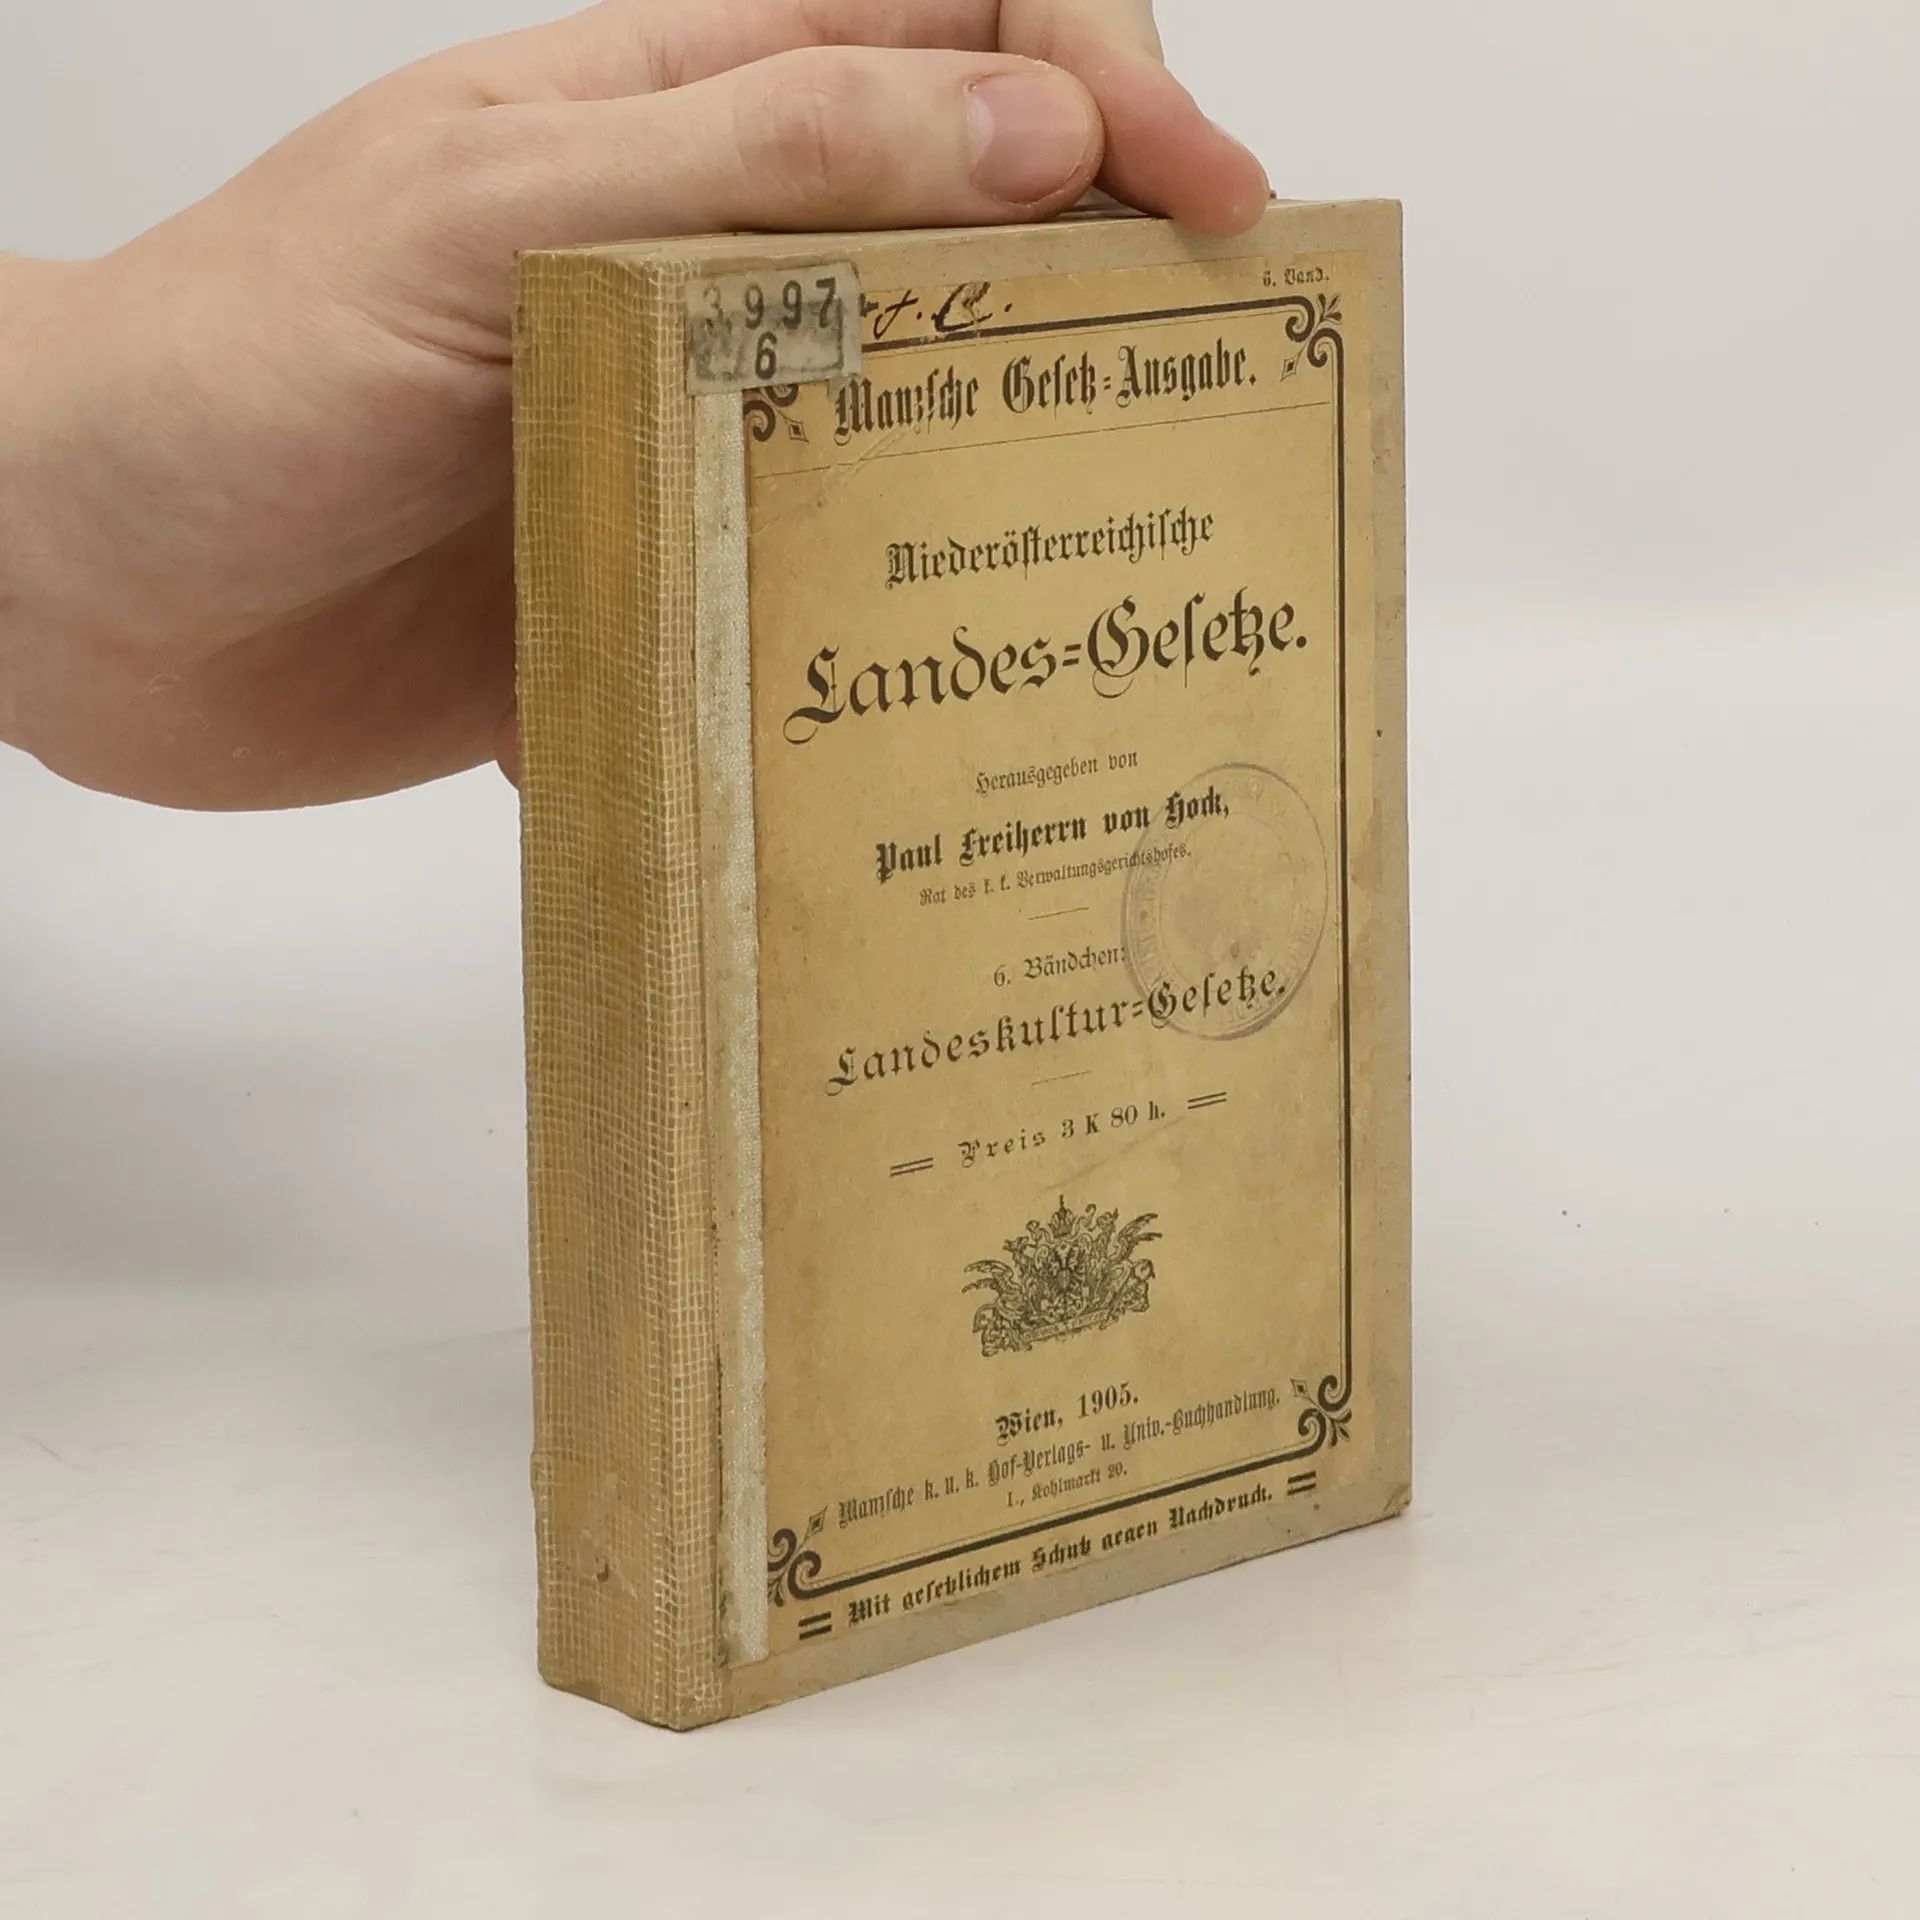 3997
6
6. Band.
Manzsche Gesetz=Ausgabe.
Niederösterreichische
Landes=Gesetze.
Herausgegeben von
Paul Freiherrn von Hock,
Rat des k. k. Verwaltungsgerichtshofes.
6. Bändchen:
Landeskultur=Gesetze.
Preis 3 K 80 h.
Wien, 1905.
Manzsche k. u. k. Hof-Verlags- u. Univ.-Buchhandlung.
I., Kohlmarkt 20.
Mit gesetzlichem Schutz gegen Nachdruck.